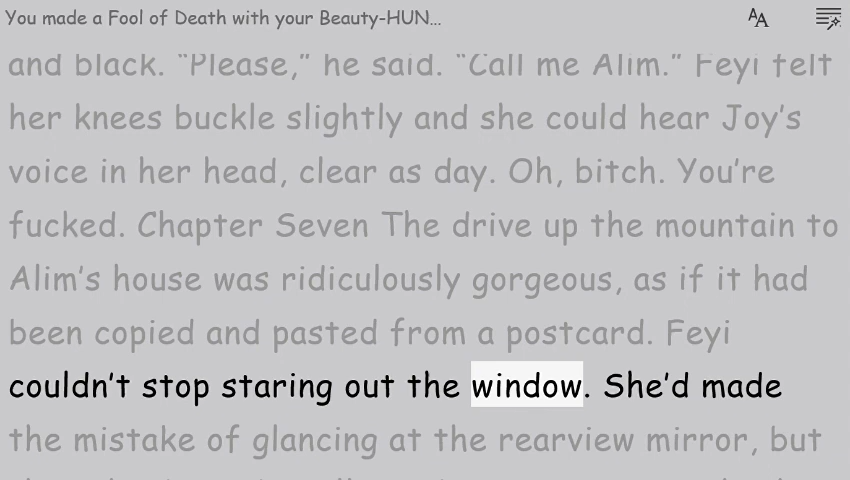 You made a Fool of Death with your Beauty-HUN...
AA
and black. “Please,” he said. “Call me Alim.” Feyi felt
her knees buckle slightly and she could hear Joy’s
voice in her head, clear as day. Oh, bitch. You’re
fucked. Chapter Seven The drive up the mountain to
Alim’s house was ridiculously gorgeous, as if it had
been copied and pasted from a postcard. Feyi
couldn’t stop staring out the window. She’d made
the mistake of glancing at the rearview mirror, but